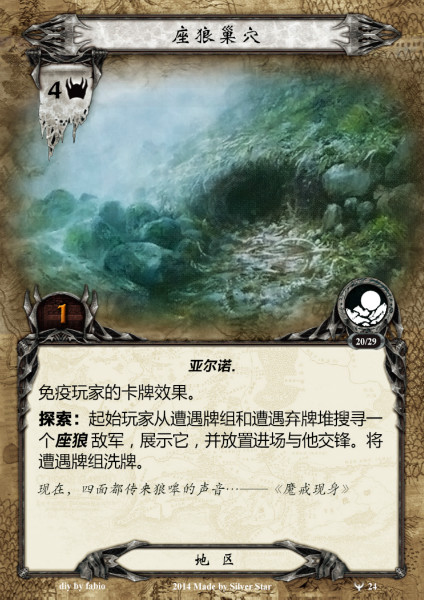 座狼巢穴
4
1
20/29
亚尔诺.
免疫玩家的卡牌效果。
探索：起始玩家从遭遇牌组和遭遇弃牌堆搜寻一
个座狼 敌军，展示它，并放置进场与他交锋。将
遭遇牌组洗牌。
现在，四面都传来狼嗥的声音…——《魔戒现身》
地 区
diy by fabio 2014 Made by Silver Star 24